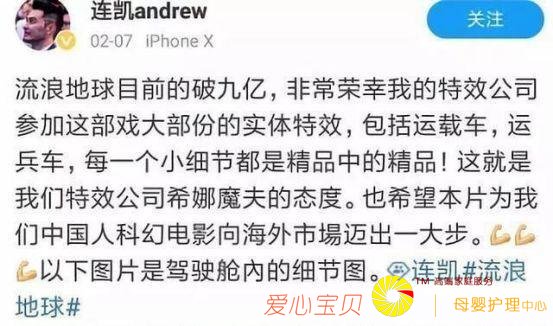 连凯andrew
02-07 iPhone X
关注
流浪地球目前的破九亿，非常荣幸我的特效公司
参加这部戏大部份的实体特效，包括运载车，运
兵车，每一个小细节都是精品中的精品！这就是
我们特效公司希娜魔夫的态度。也希望本片为我
们中国人科幻电影向海外市場迈出一大步。💪💪
💪以下图片是驾驶舱內的细节图。连凯#流浪
地球#
爱心宝贝
TM 高端家庭服务
母婴护理中心